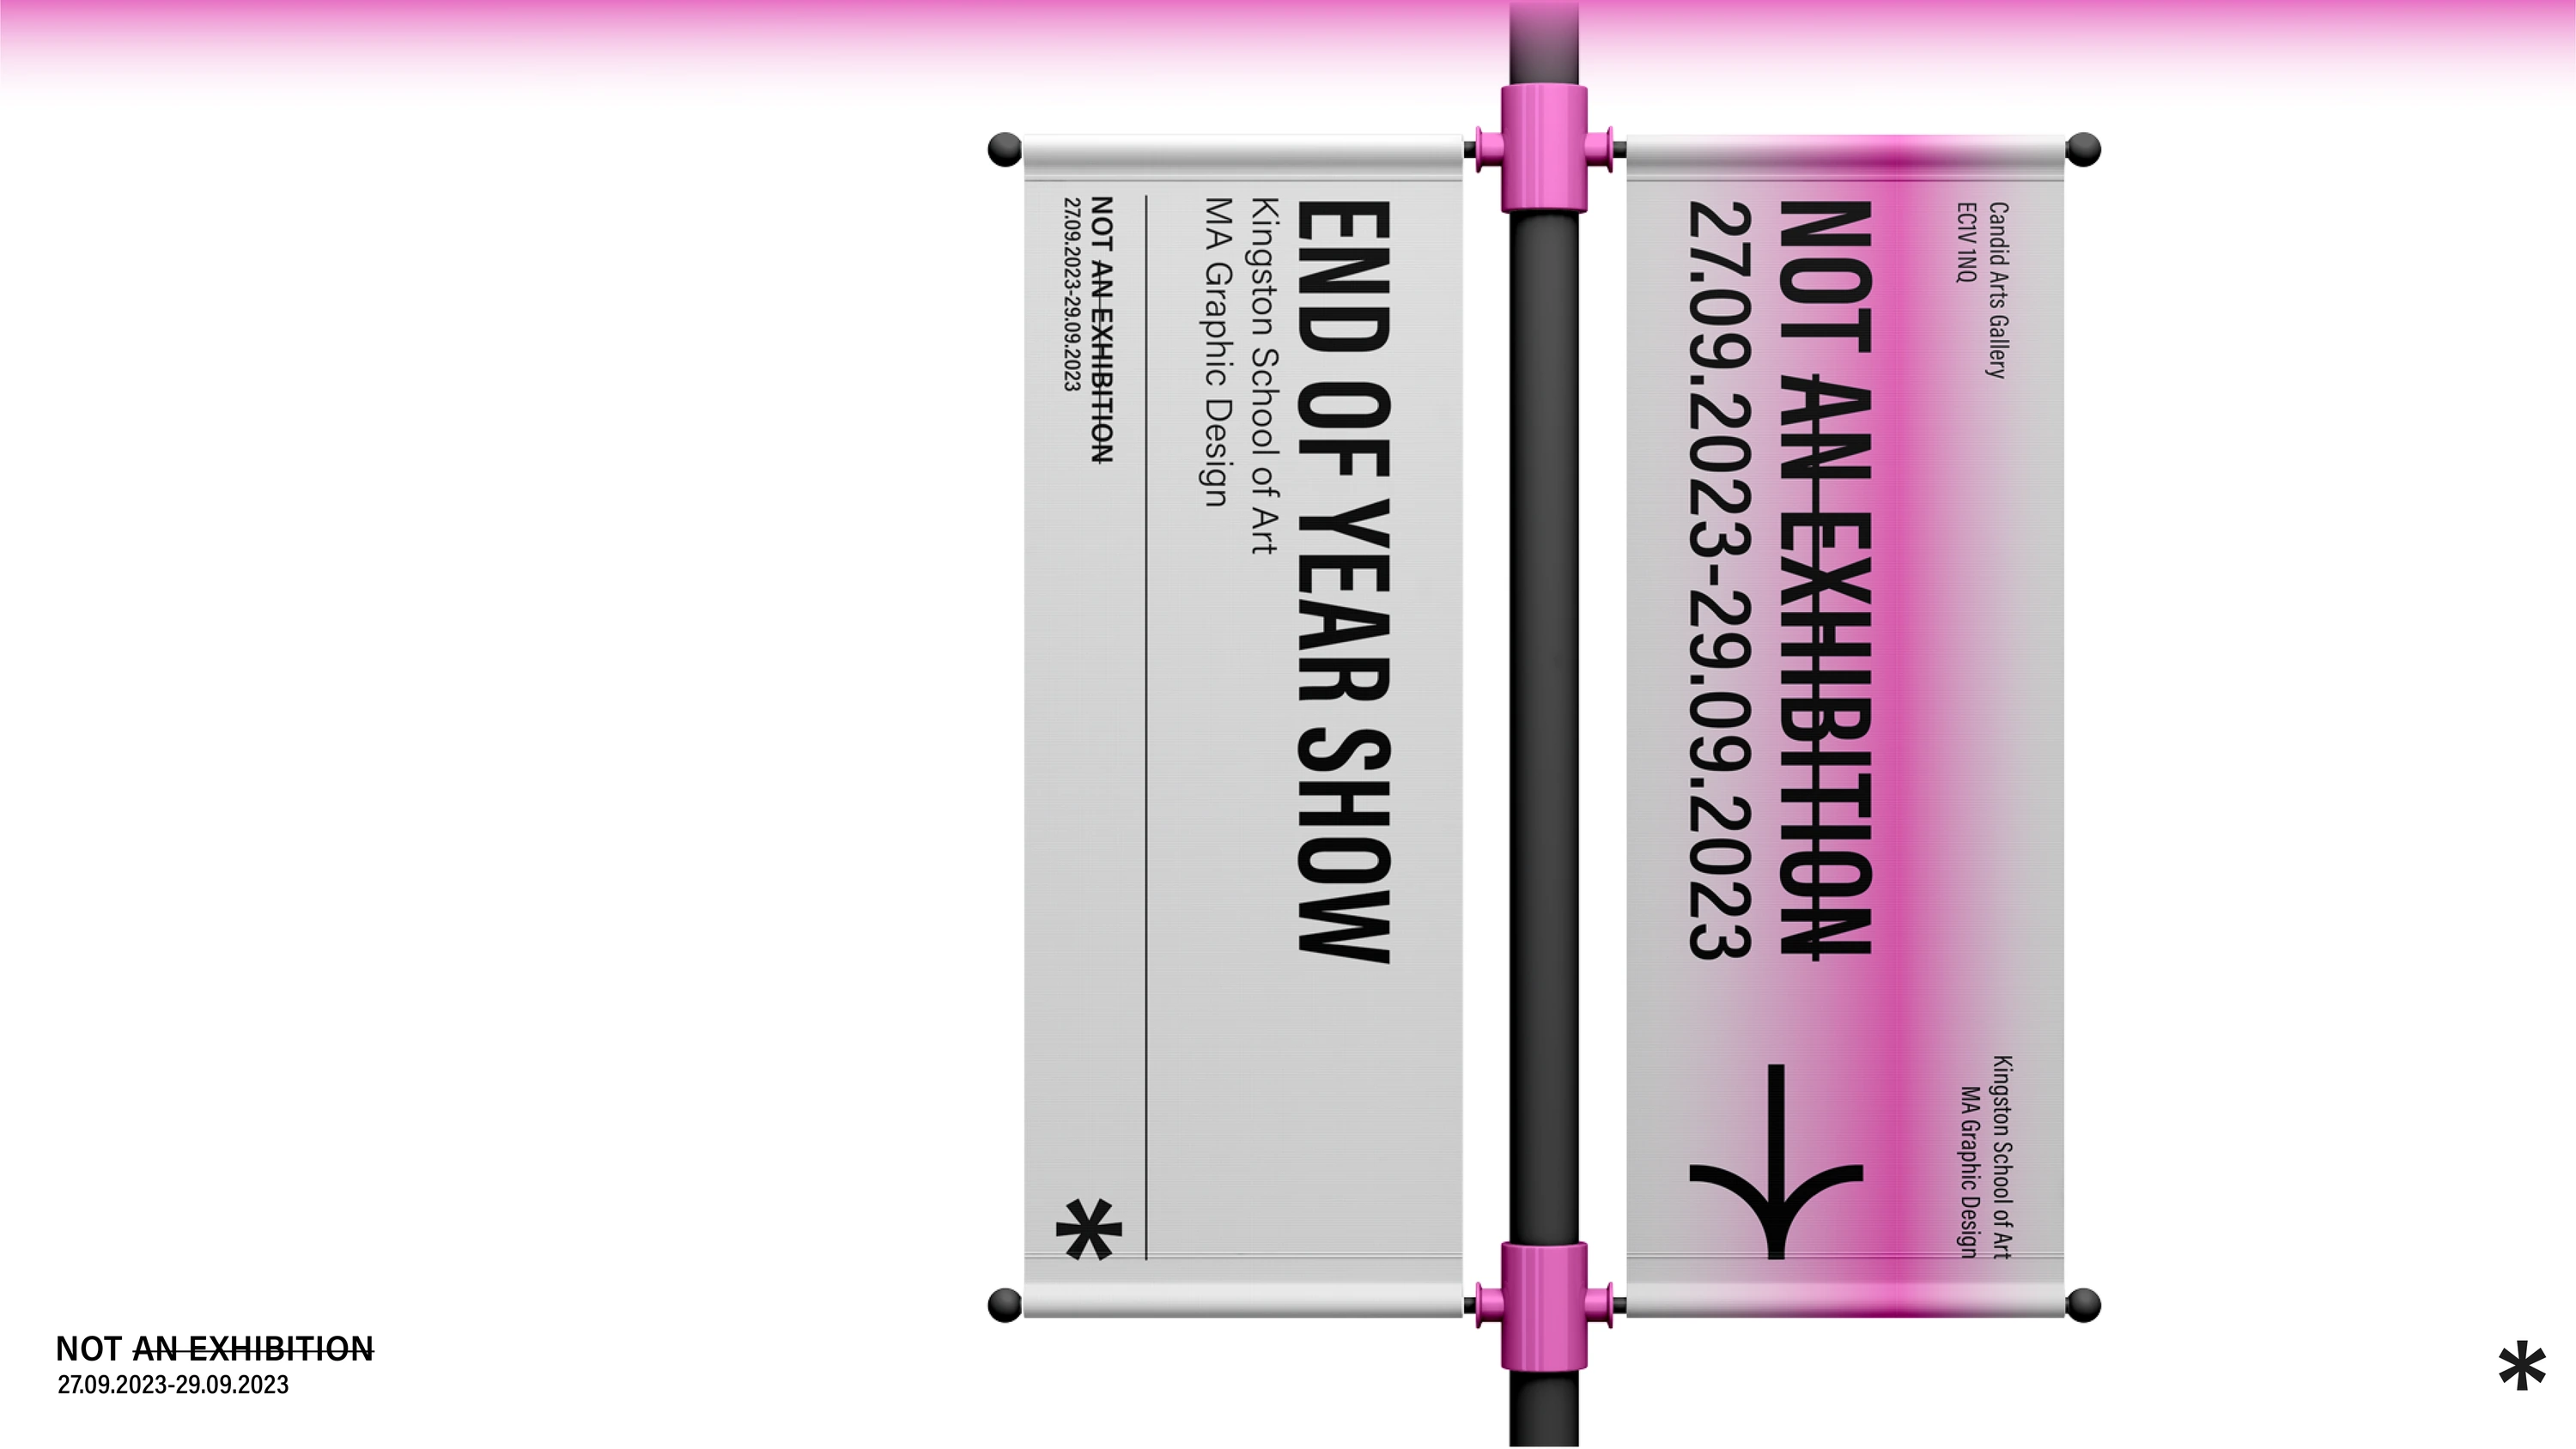 END OF YEAR SHOW
Kingston School of Art
MA Graphic Design
NOT AN EXHIBITION
27.09.2023-29.09.2023
*
Candid Arts Gallery
EC1V 1NQ
Kingston School of Art
MA Graphic Design
NOT AN EXHIBITION
27.09.2023-29.09.2023
NOT AN EXHIBITION
27.09.2023-29.09.2023
*